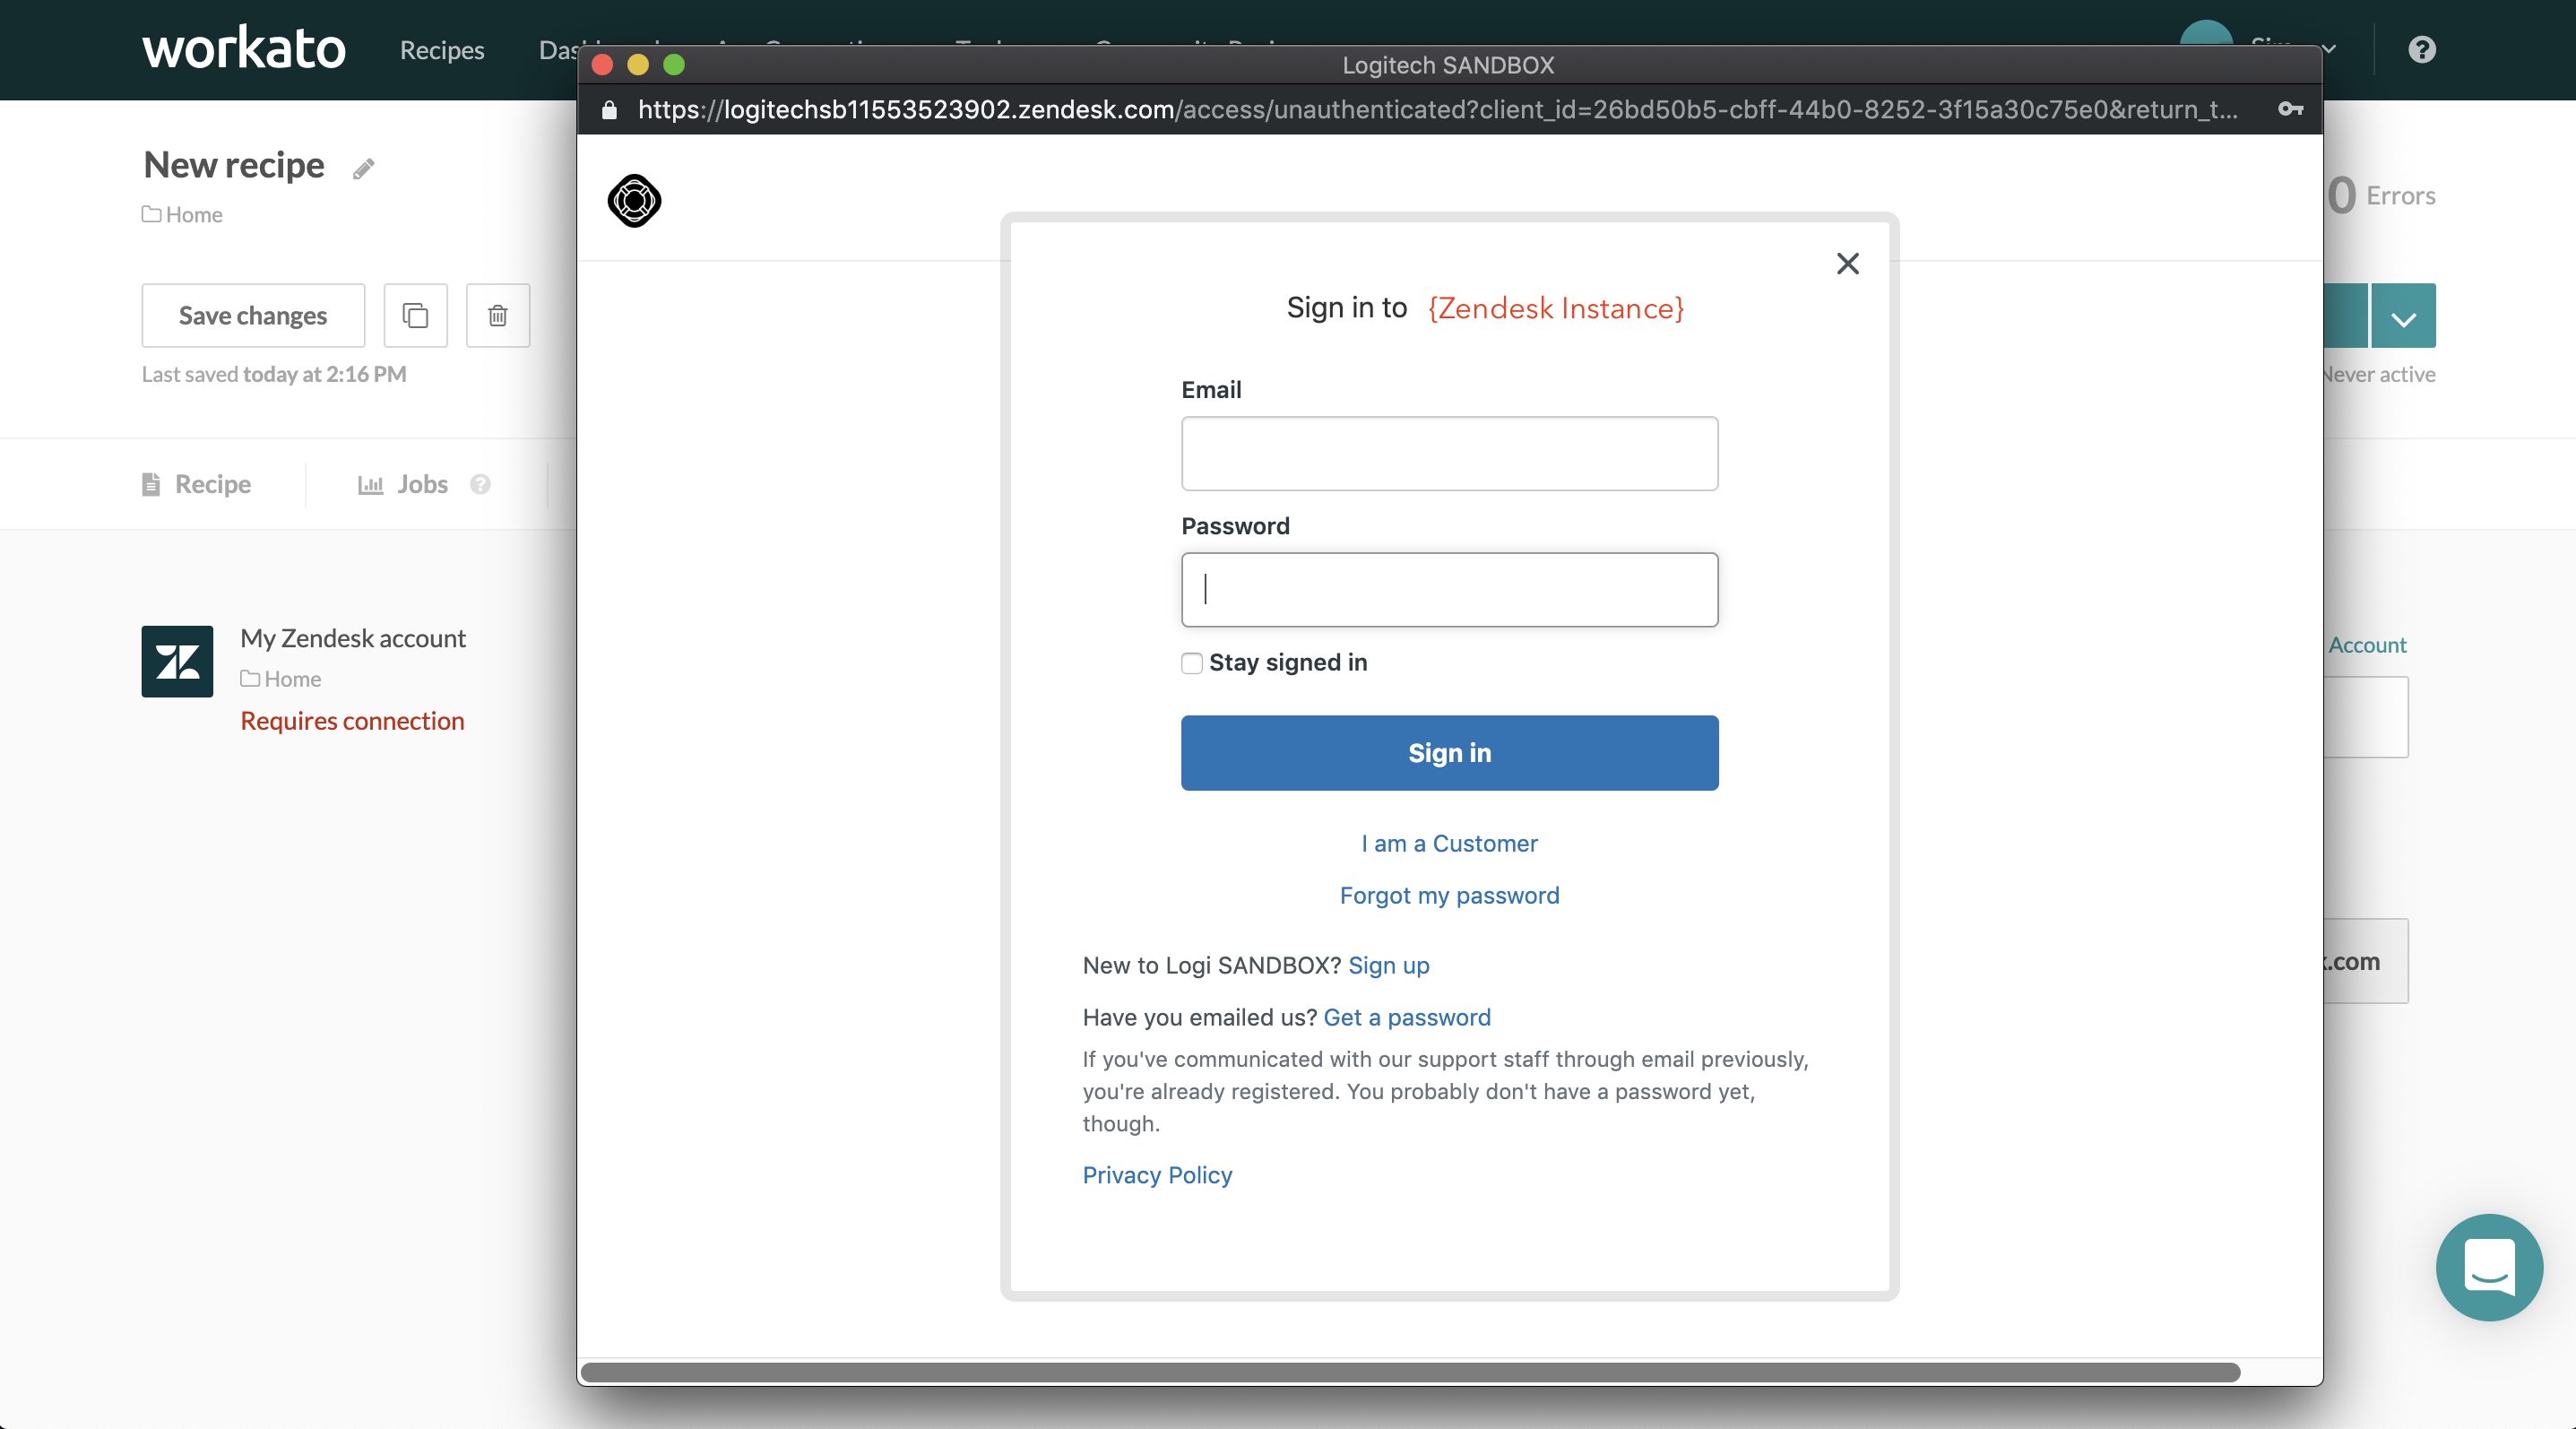 workato
Recipes
Logitech SANDBOX
https://logitechsb11553523902.zendesk.com/access/unauthenticated?client_id=26bd50b5-cbff-44b0-8252-3f15a30c75e0&return_t...
New recipe
Home
0 Errors
Save changes
Last saved today at 2:16 PM
Never active
Recipe
Jobs
Sign in to {Zendesk Instance}
Email
Password
Stay signed in
Sign in
I am a Customer
Forgot my password
New to Logi SANDBOX? Sign up
Have you emailed us? Get a password
If you've communicated with our support staff through email previously,
you're already registered. You probably don't have a password yet,
though.
Privacy Policy
My Zendesk account
Home
Requires connection
Account
.com